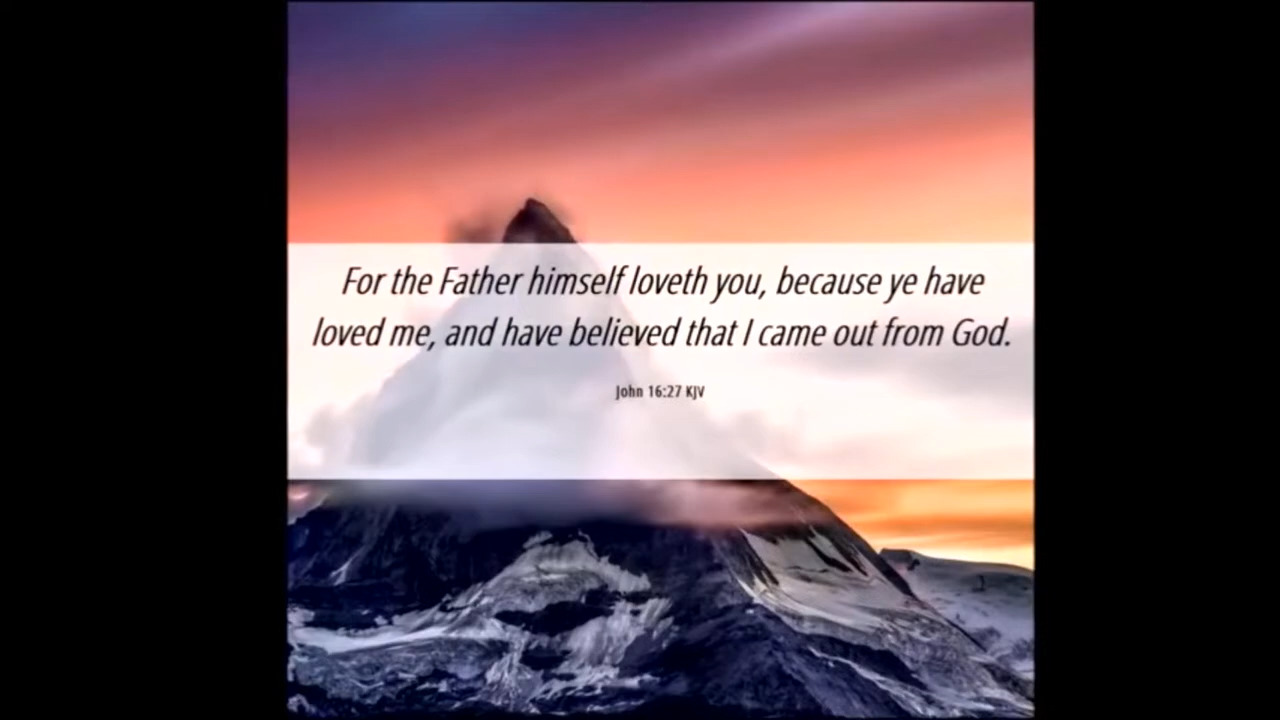 For the Father himself loveth you, because ye have
loved me, and have believed that I came out from God.
John 16:27 KJV